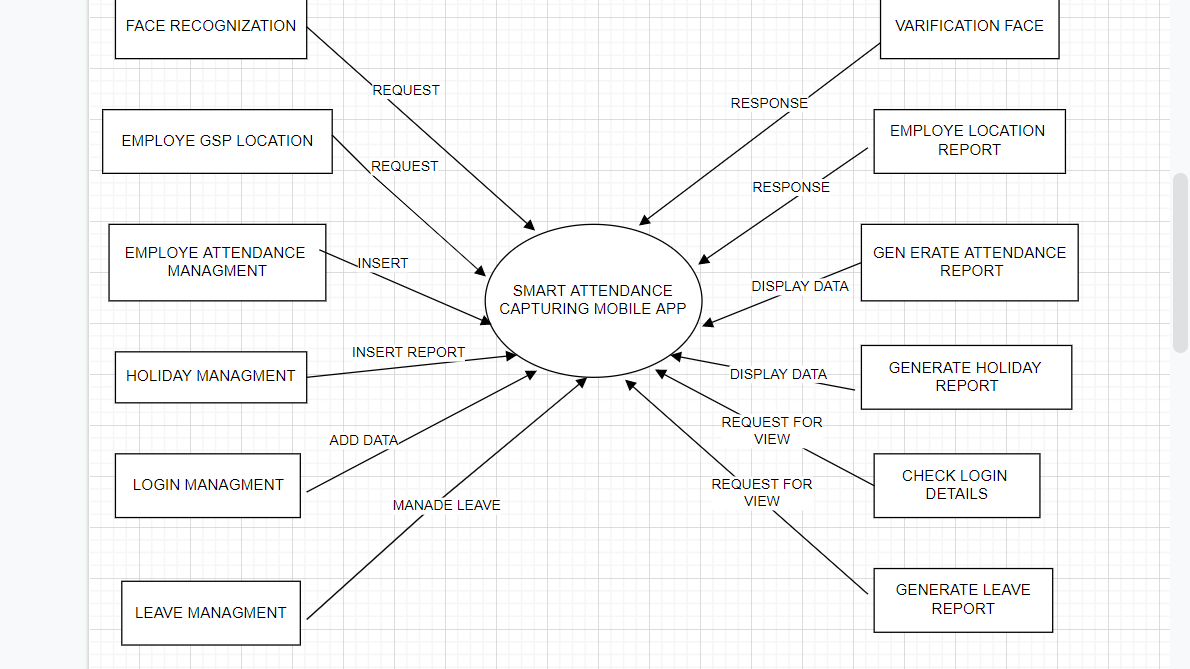 FACE RECOGNIZATION
VARIFICATION FACE
REQUEST
RESPONSE
EMPLOYE GSP LOCATION
EMPLOYE LOCATION
REPORT
REQUEST
RESPONSE
EMPLOYE ATTENDANCE
MANAGMENT
INSERT
SMART ATTENDANCE
CAPTURING MOBILE APP
DISPLAY DATA
GEN ERATE ATTENDANCE
REPORT
HOLIDAY MANAGMENT
INSERT REPORT
DISPLAY DATA
GENERATE HOLIDAY
REPORT
ADD DATA
REQUEST FOR
VIEW
LOGIN MANAGMENT
CHECK LOGIN
DETAILS
MANADE LEAVE
REQUEST FOR
VIEW
LEAVE MANAGMENT
GENERATE LEAVE
REPORT